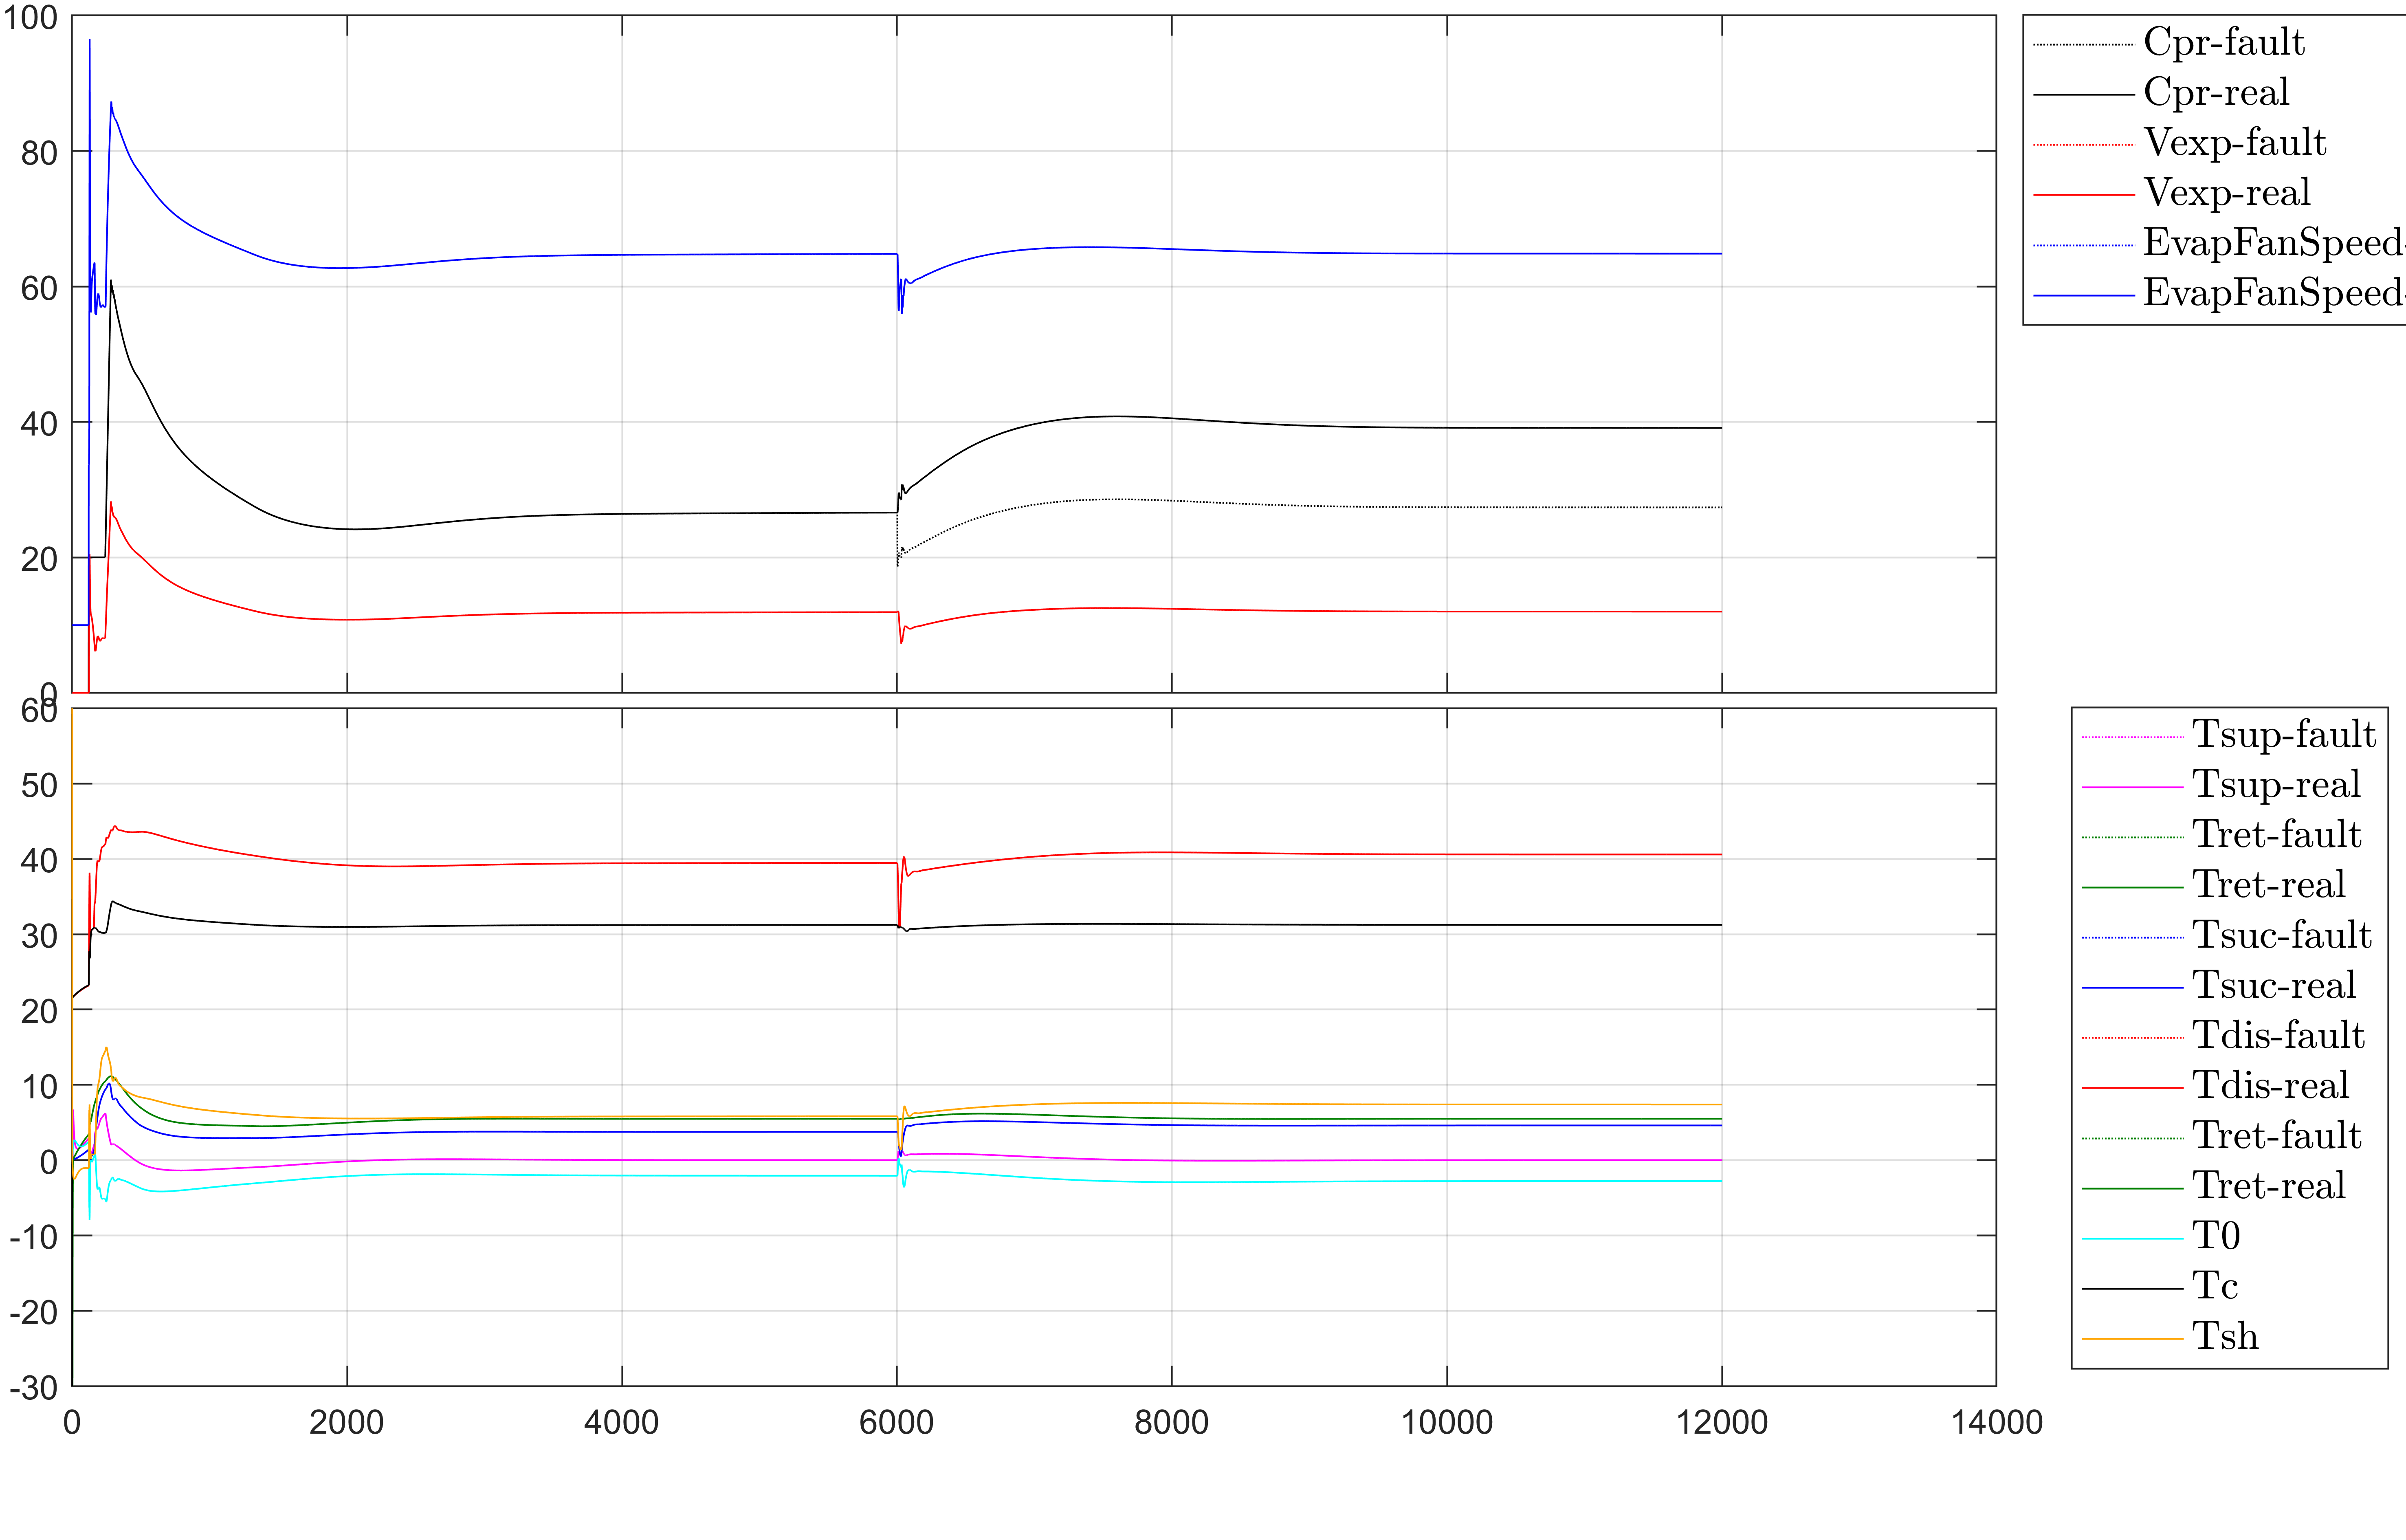 100
80
60
40
20
0
Cpr-fault
Cpr-real
Vexp-fault
Vexp-real
EvapFanSpeed-
EvapFanSpeed-
60
50
40
30
20
10
0
-10
-20
-30
0 2000 4000 6000 8000 10000 12000 14000
Tsup-fault
Tsup-real
Tret-fault
Tret-real
Tsuc-fault
Tsuc-real
Tdis-fault
Tdis-real
Tret-fault
Tret-real
T0
Tc
Tsh